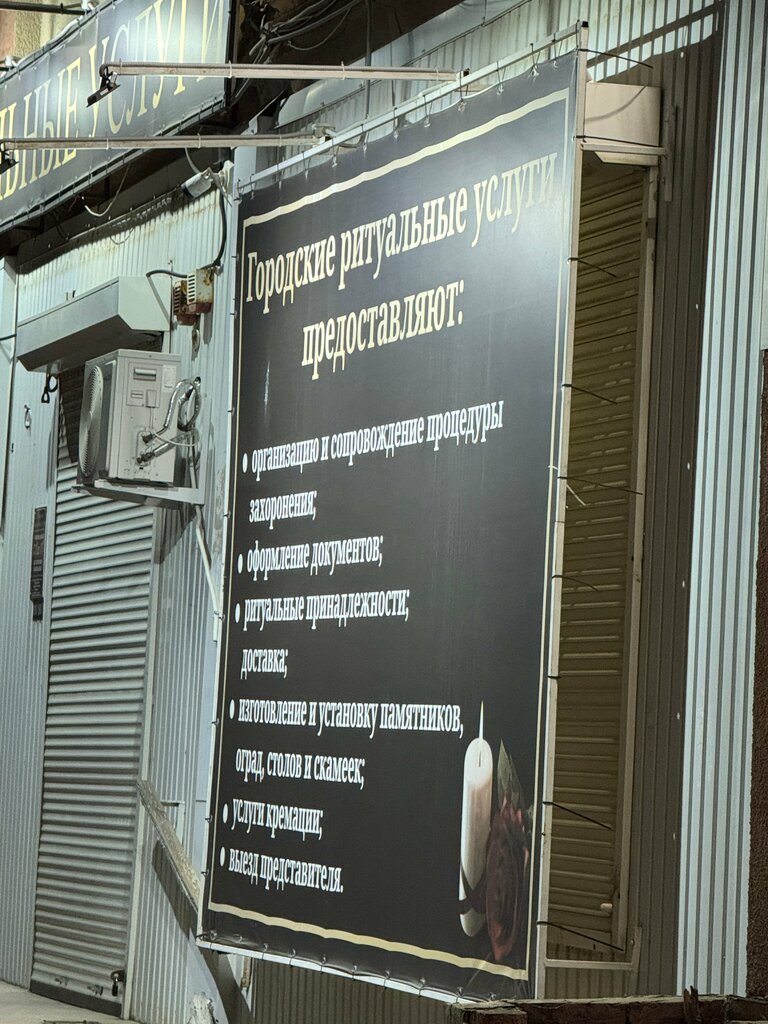 УСЛУГИ
Городские ритуальные услуги
предоставляют:
• организацию и сопровождение процедуры
захоронения;
• оформление документов;
• ритуальные принадлежности;
доставка;
• изготовление и установку памятников,
оград, столов и скамеек;
• услуги кремации;
• выезд представителя.